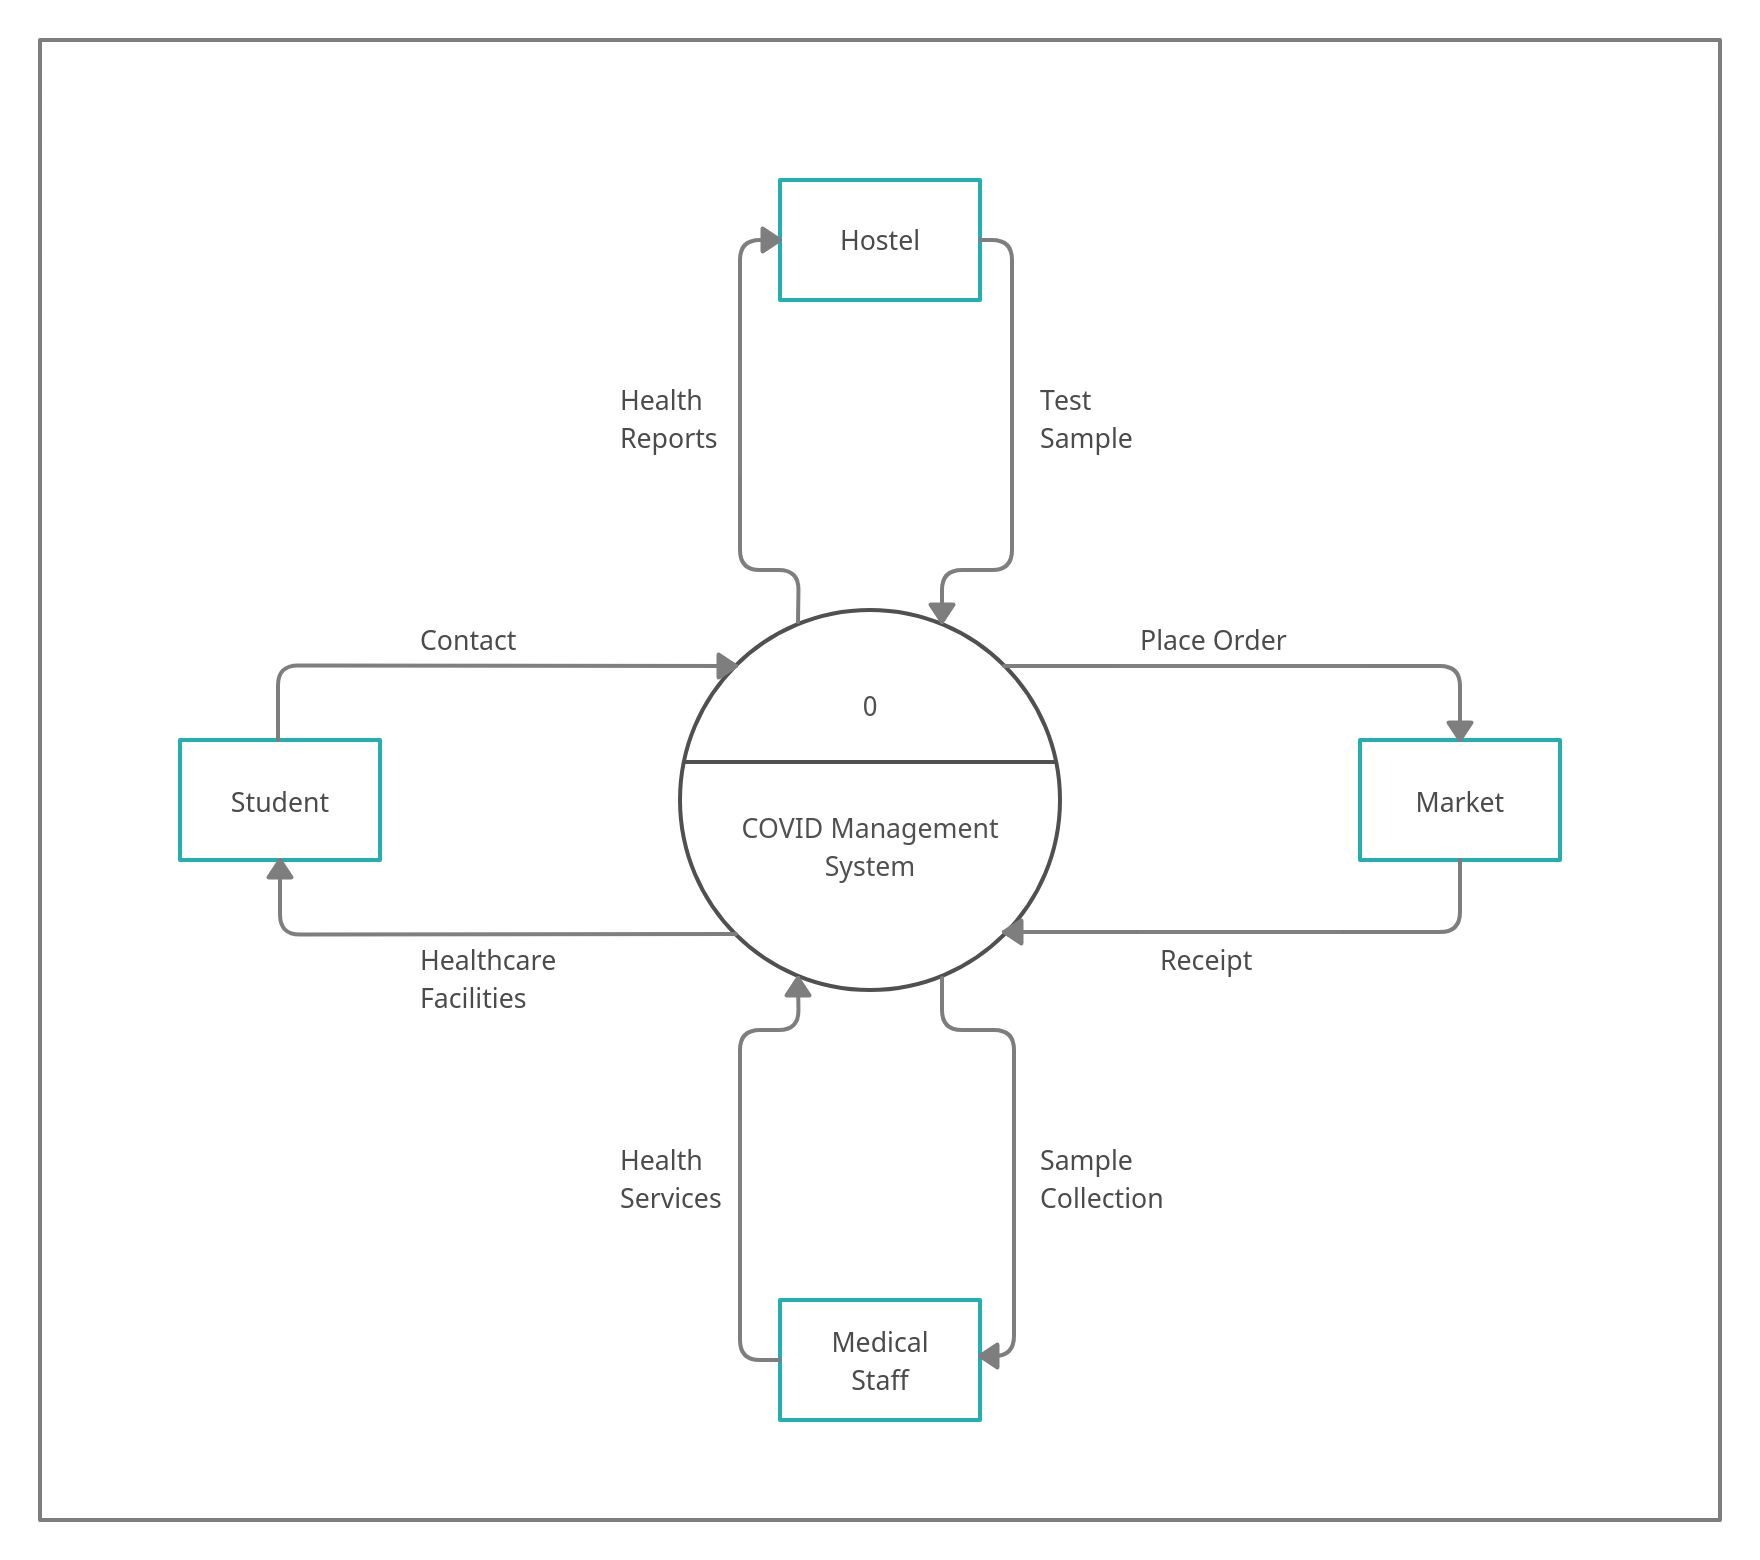 Hostel
Health
Reports
Test
Sample
Contact
Place Order
0
Student
COVID Management
System
Market
Healthcare
Facilities
Receipt
Health
Services
Sample
Collection
Medical
Staff